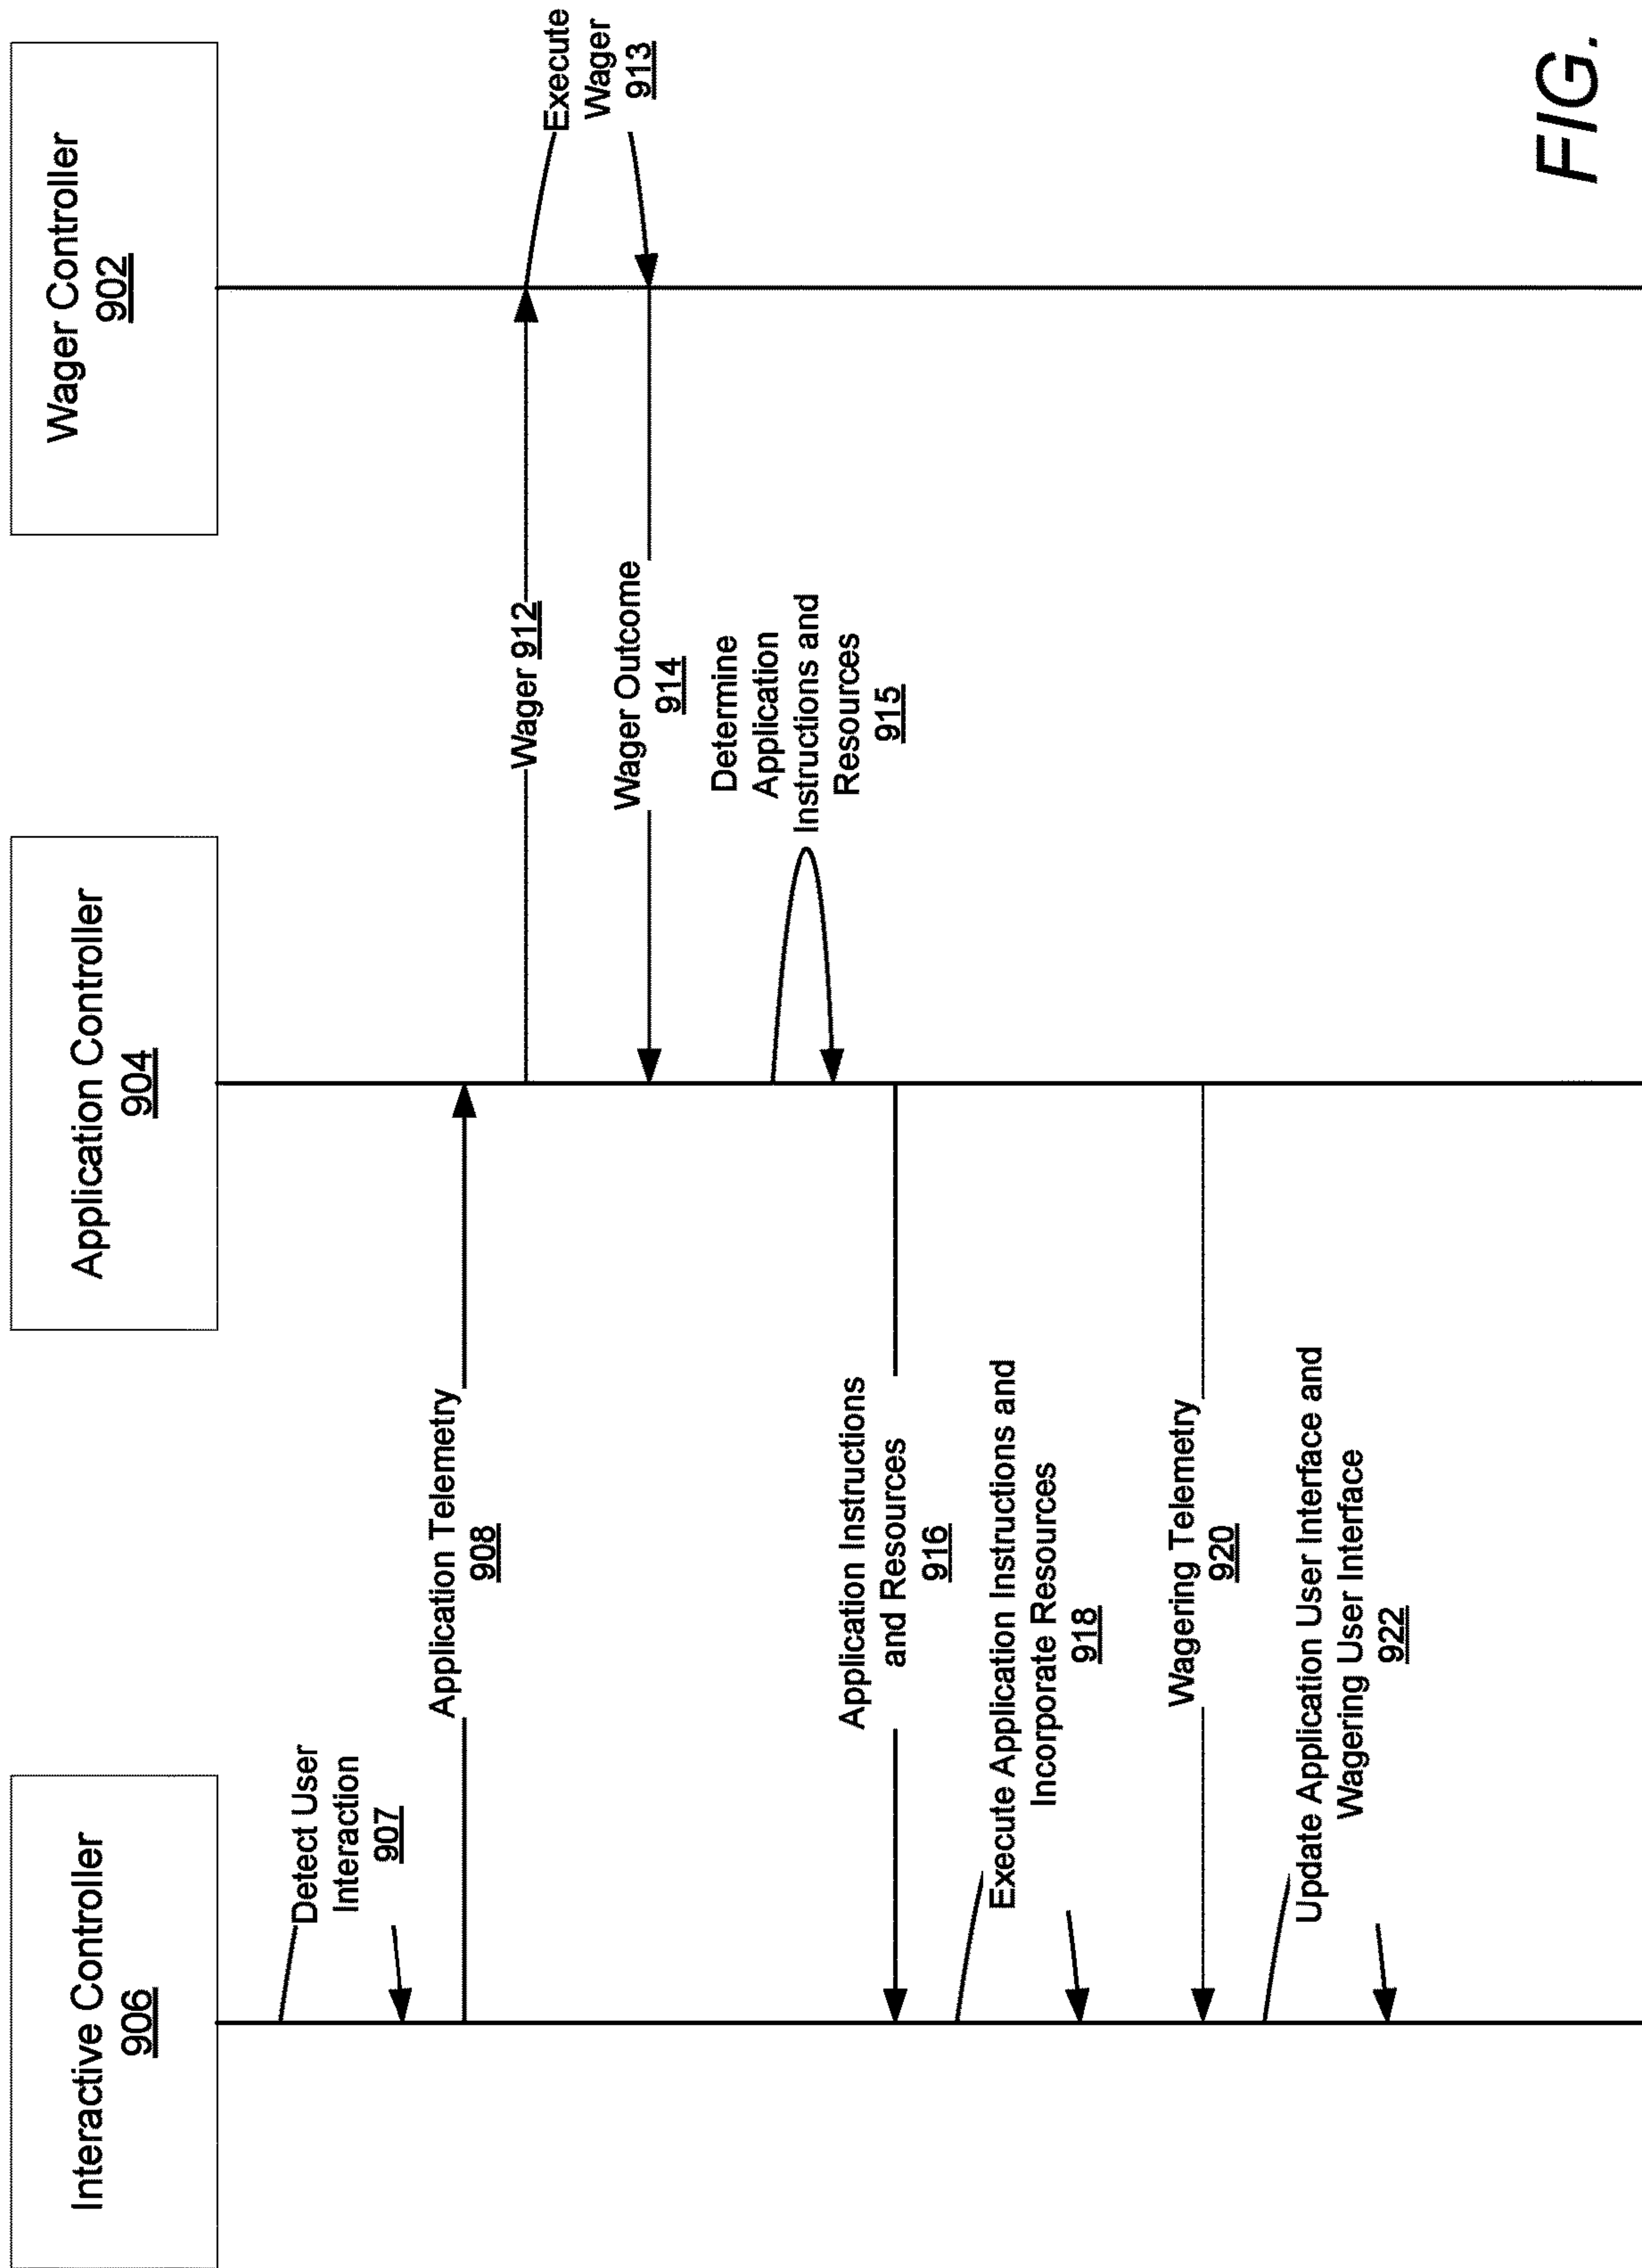 Interactive Controller
906
Application Controller
904
Wager Controller
902
Detect User
Interaction
907
Application Telemetry
908
Wager 912
Execute
Wager
913
Wager Outcome
914
Determine
Application
Instructions and
Resources
915
Application Instructions
and Resources
916
Execute Application Instructions and
Incorporate Resources
918
Wagering Telemetry
920
Update Application User Interface and
Wagering User Interface
922
FIG.